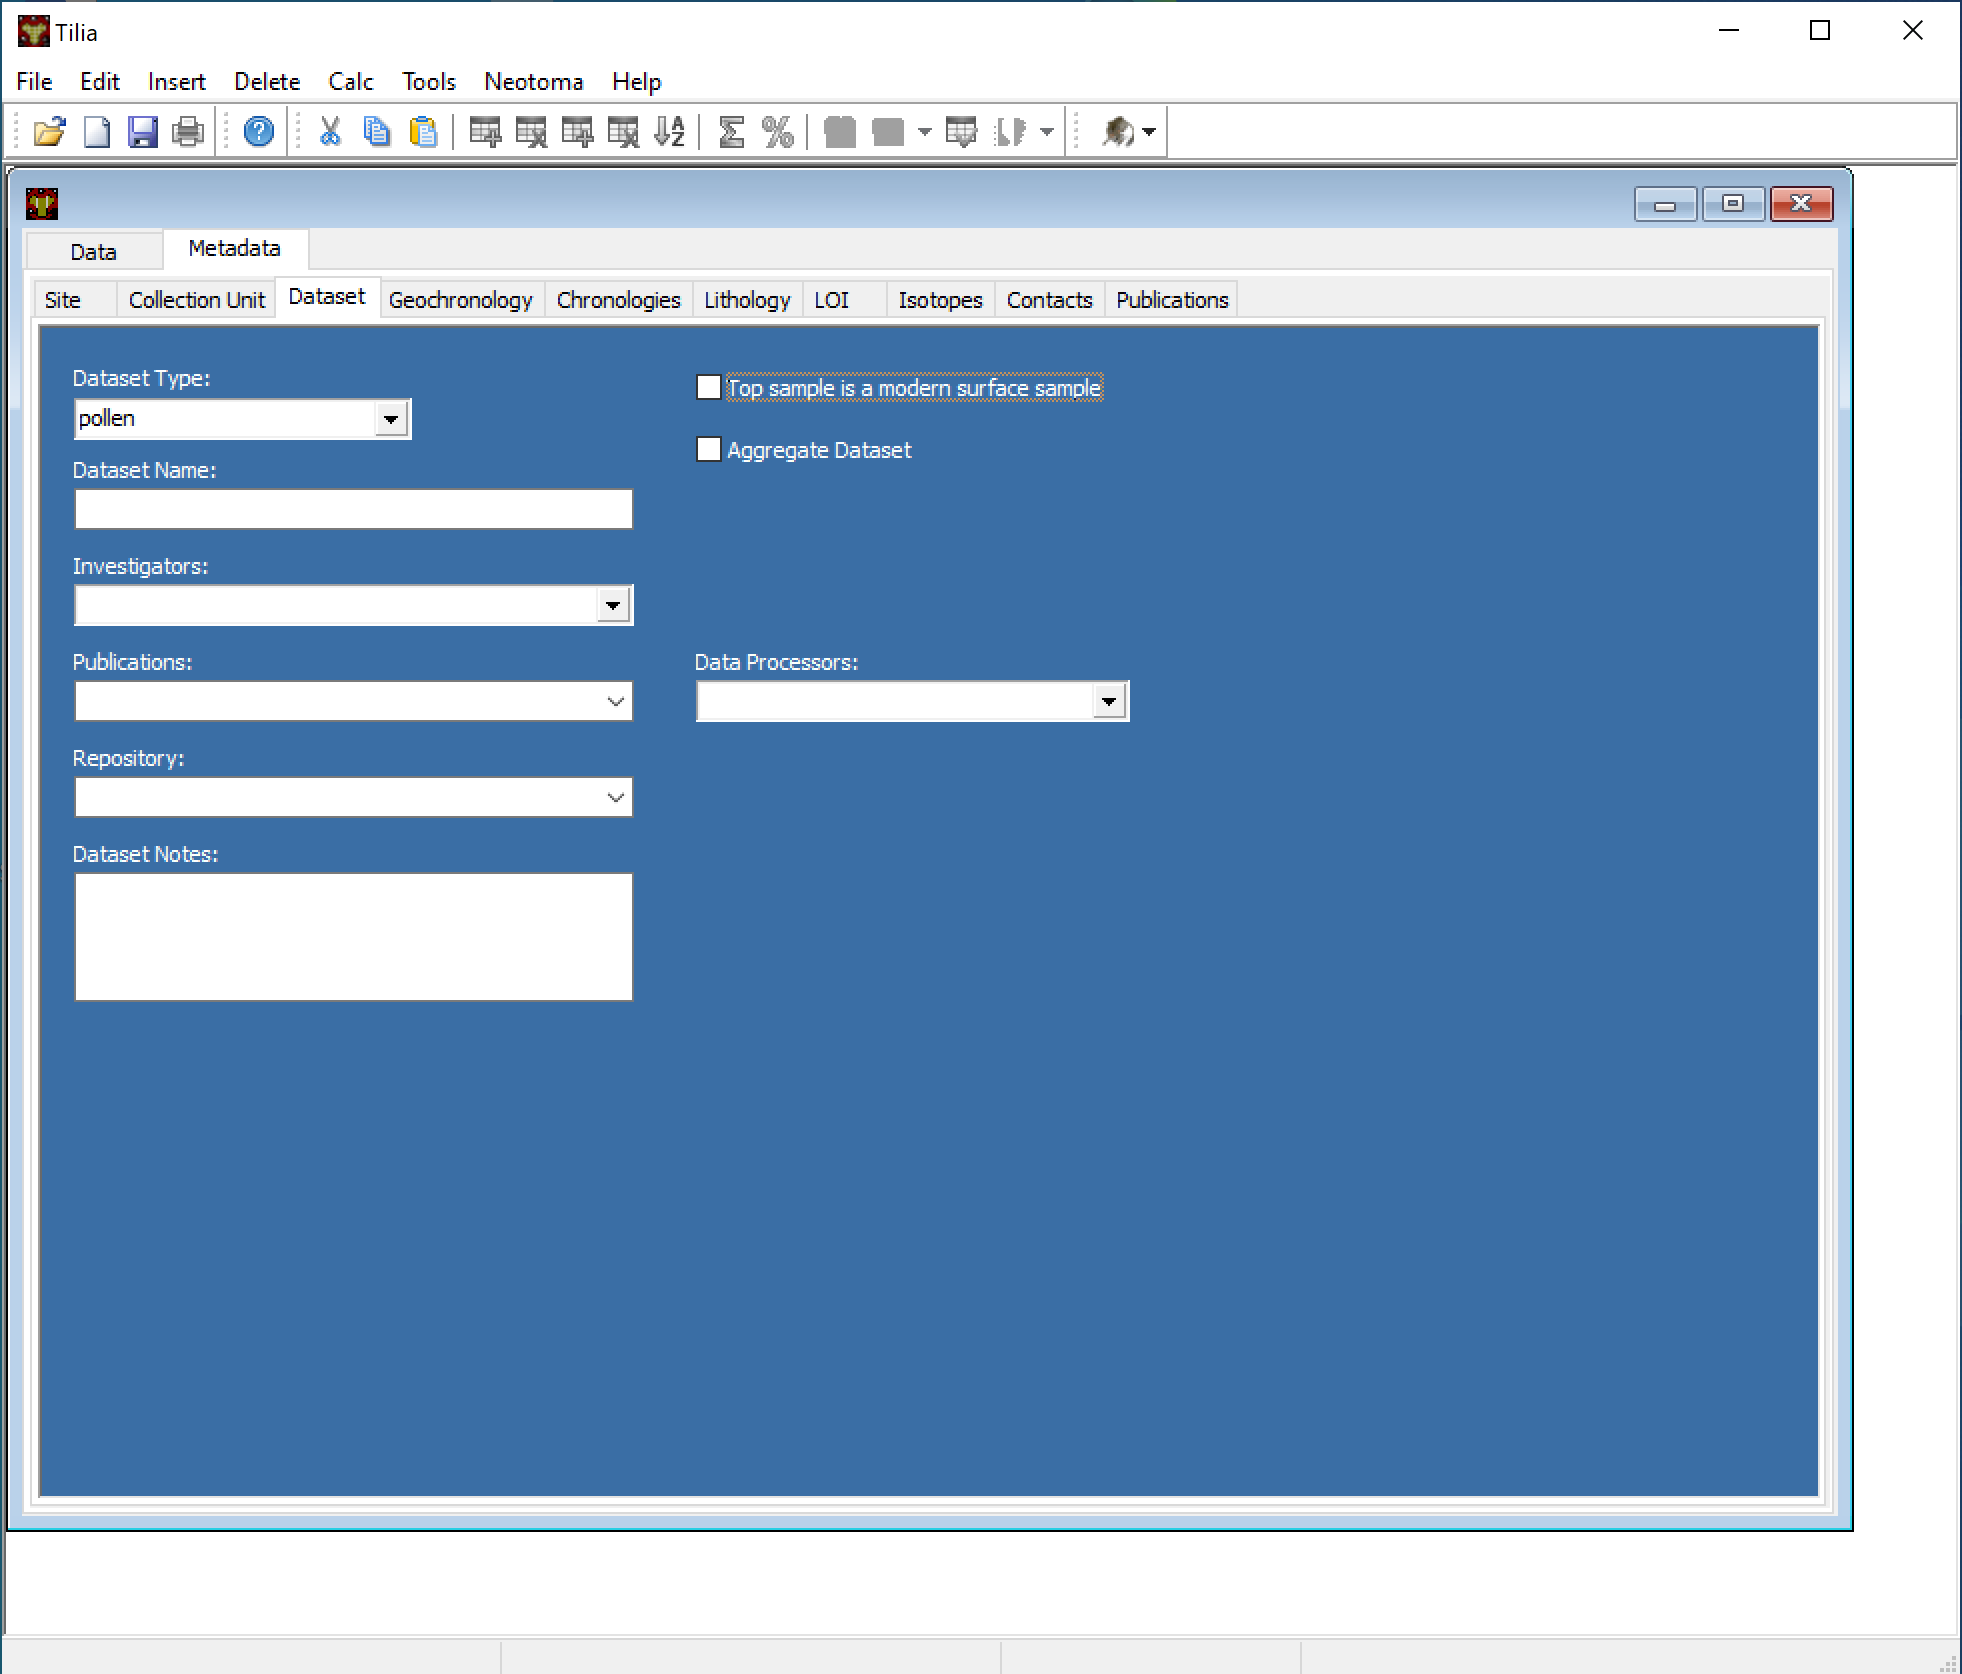 Tilia
File Edit Insert Delete Calc Tools Neotoma Help
Data Metadata
Site Collection Unit Dataset Geochronology Chronologies Lithology LOI Isotopes Contacts Publications
Dataset Type:
pollen
Top sample is a modern surface sample
Aggregate Dataset
Dataset Name:
Investigators:
Publications:
Data Processors:
Repository:
Dataset Notes: